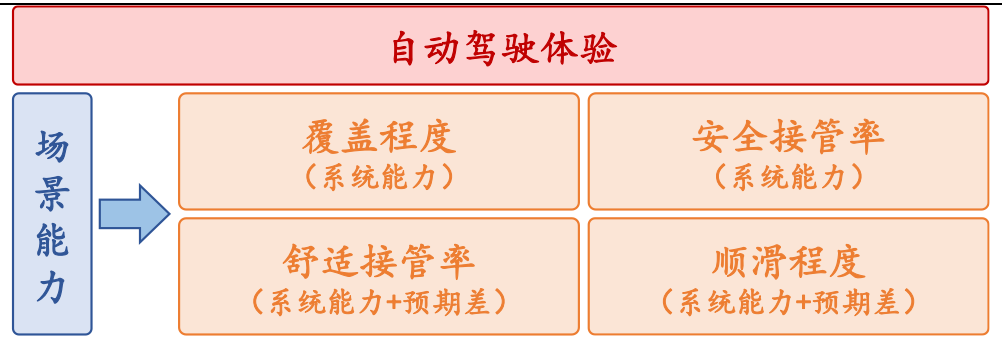 自动驾驶体验
场景能力
覆盖程度
（系统能力）
安全接管率
（系统能力）
舒适接管率
（系统能力+预期差）
顺滑程度
（系统能力+预期差）